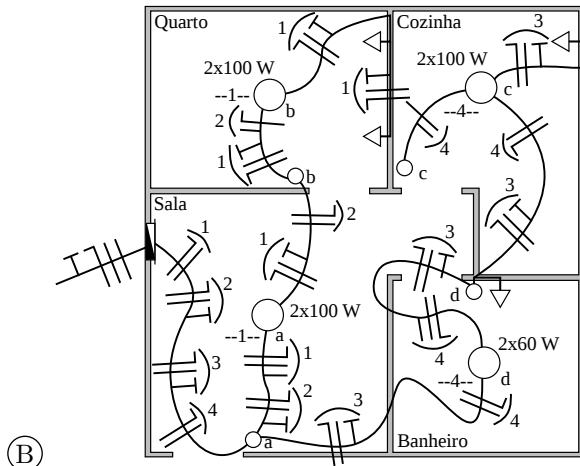 Quarto
Cozinha
1
3
2x100 W
2x100 W
--1--
b
c
1
--4--
2
4
4
1
b
c
Sala
3
1
2
3
1
2
2x100 W
d
--1--
a
2x60 W
1
4
3
--4--
d
2
4
3
4
a
Banheiro
B